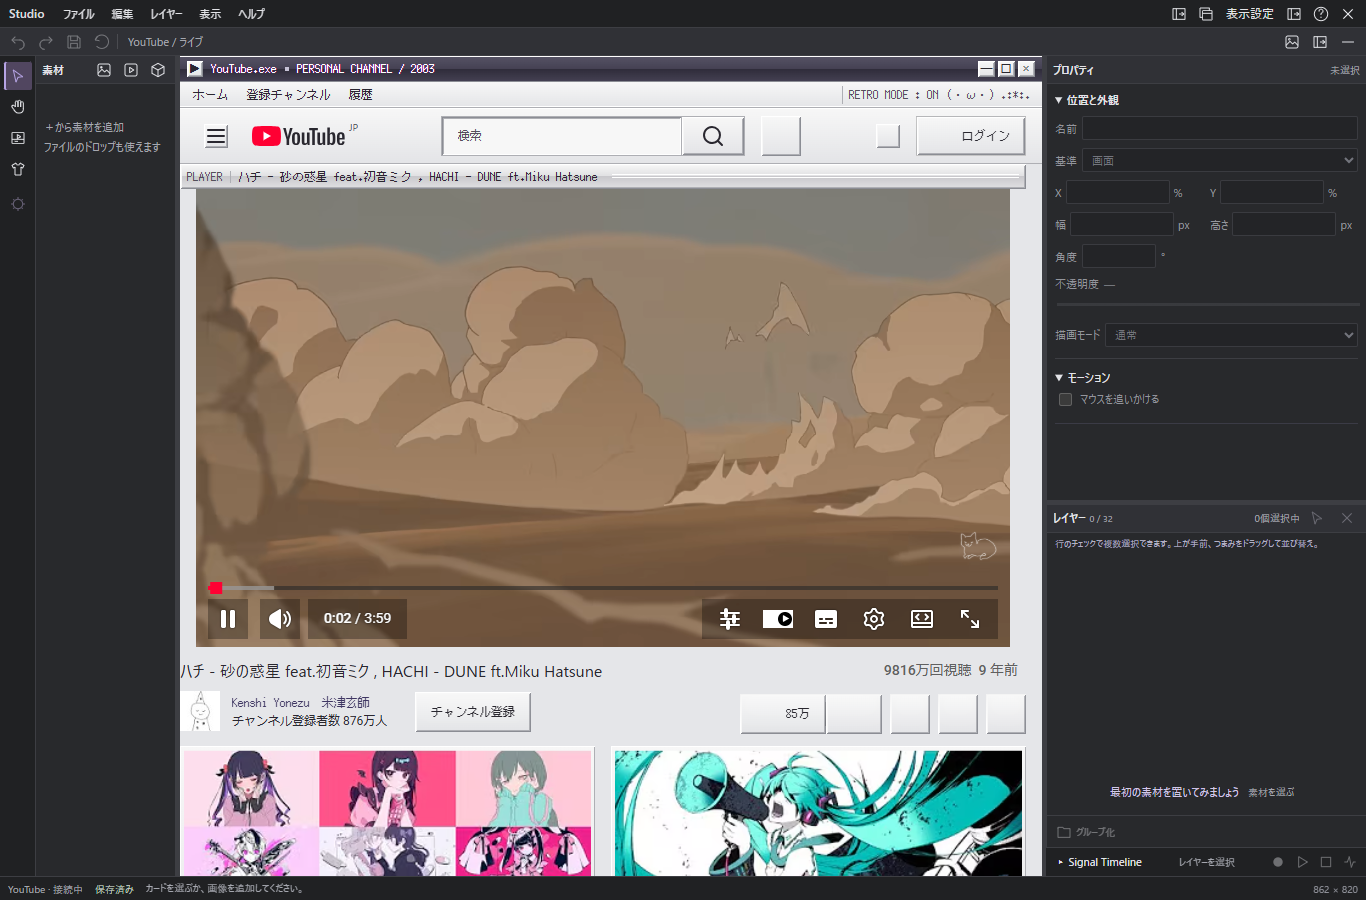 Studio ファイル 編集 レイヤー 表示 ヘルプ 表示設定
YouTube / ライブ
素材
＋から素材を追加
ファイルのドロップも使えます
YouTube.exe ▪ PERSONAL CHANNEL / 2003
ホーム 登録チャンネル 履歴 RETRO MODE : ON (・ω・) .:*:.
YouTube JP 検索 ログイン
PLAYER ハチ - 砂の惑星 feat.初音ミク , HACHI - DUNE ft.Miku Hatsune
0:02 / 3:59
ハチ - 砂の惑星 feat.初音ミク , HACHI - DUNE ft.Miku Hatsune
9816万回視聴 9 年前
Kenshi Yonezu 米津玄師
チャンネル登録者数 876万人
チャンネル登録
85万
プロパティ 未選択
▼ 位置と外観
名前
基準 画面
X % Y %
幅 px 高さ px
角度 °
不透明度 —
描画モード 通常
▼ モーション
マウスを追いかける
レイヤー 0 / 32 0個選択中
行のチェックで複数選択できます。上が手前、つまみをドラッグして並び替え。
最初の素材を置いてみましょう 素材を選ぶ
グループ化
Signal Timeline レイヤーを選択
YouTube · 接続中 保存済み カードを選ぶか、画像を追加してください。 862 × 820